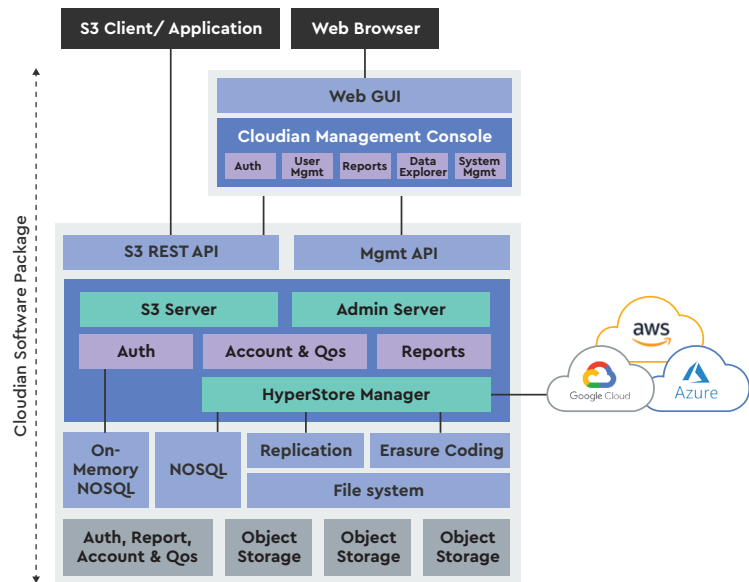 S3 Client/ Application
Web Browser
Cloudian Software Package
Web GUI
Cloudian Management Console
Auth
User
Mgmt
Reports
Data
Explorer
System
Mgmt
S3 REST API
Mgmt API
S3 Server
Admin Server
Auth
Account & Qos
Reports
HyperStore Manager
aws
Google Cloud
Azure
On-
Memory
NOSQL
NOSQL
Replication
Erasure Coding
File system
Auth, Report,
Account & Qos
Object
Storage
Object
Storage
Object
Storage